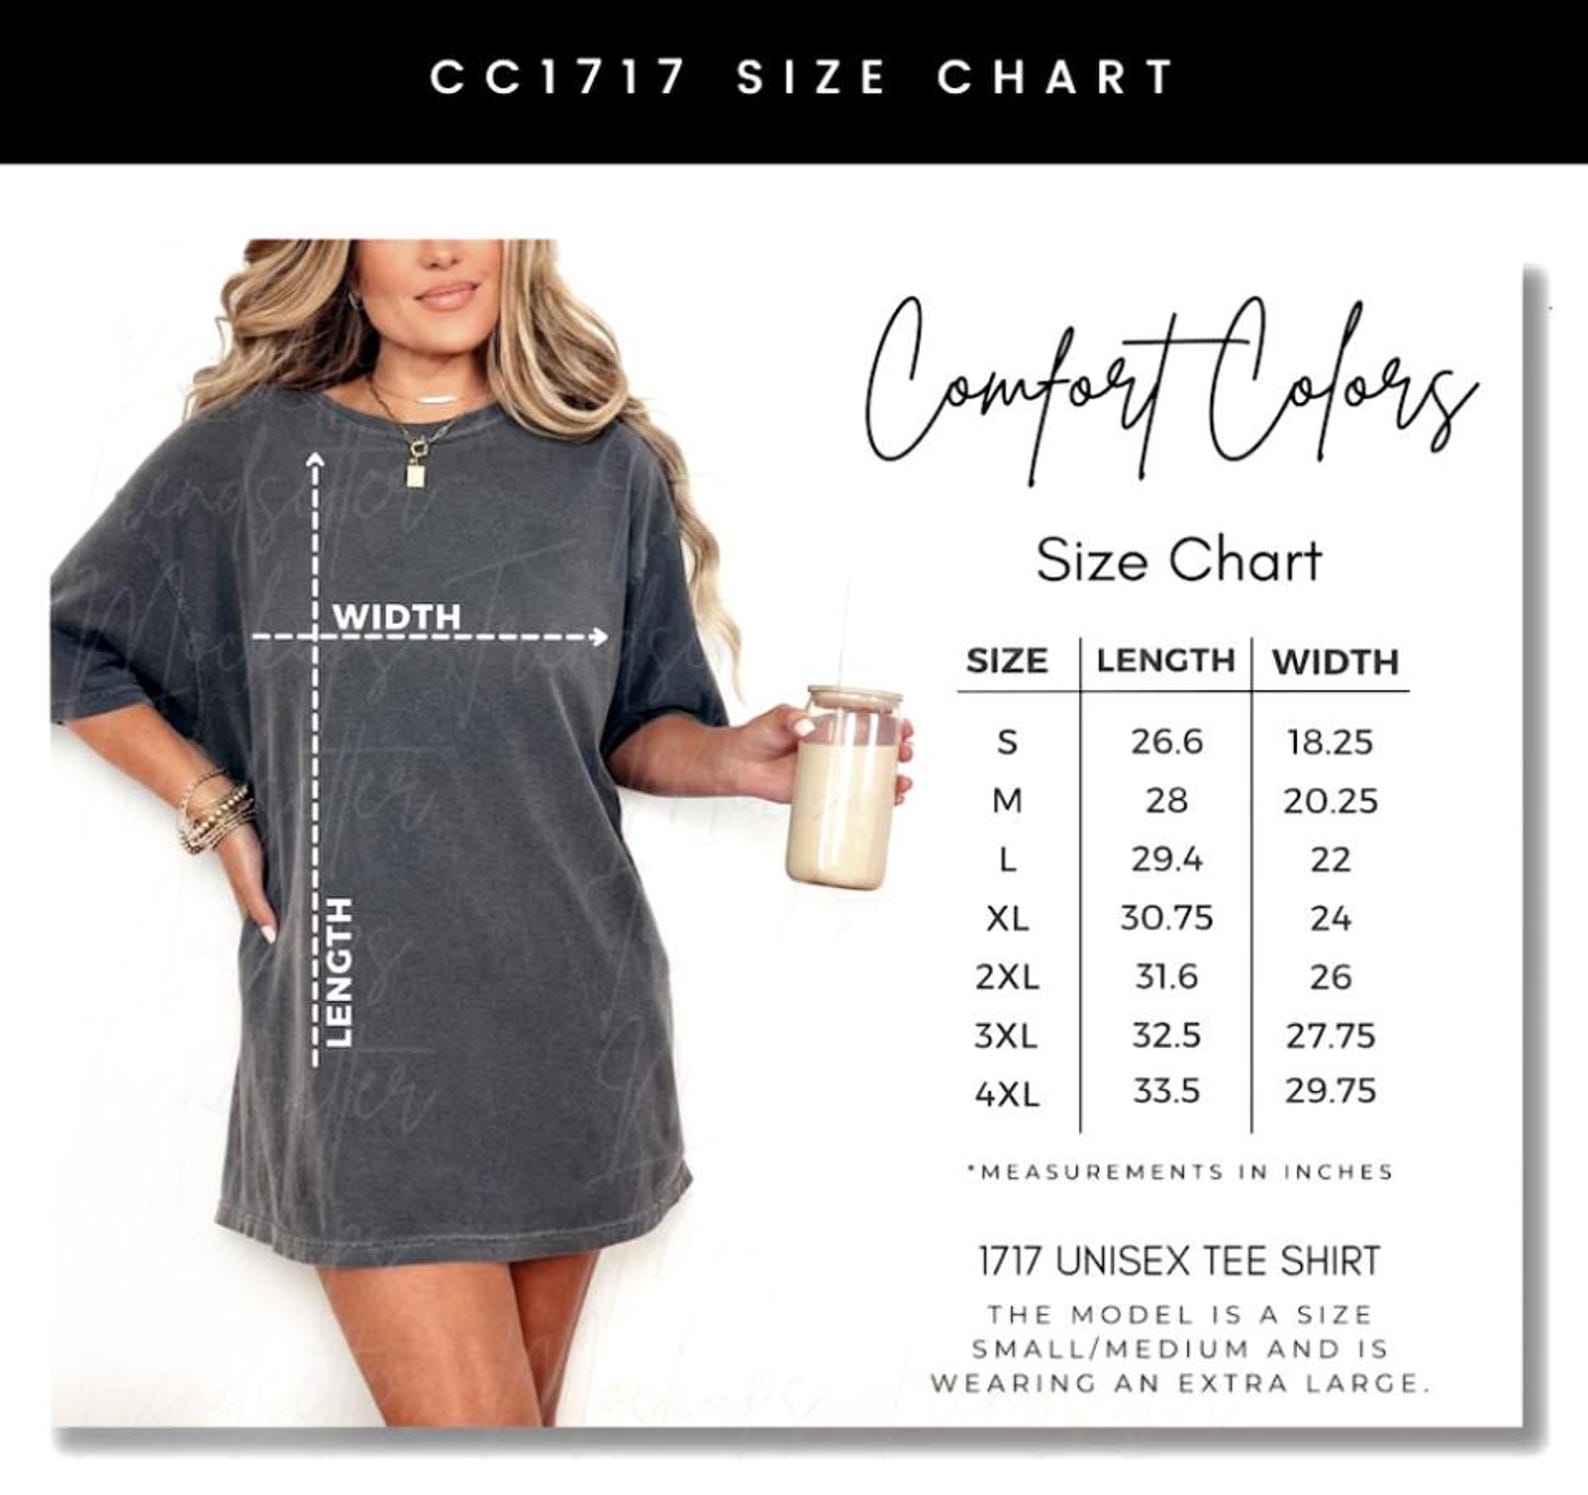 CC1717 SIZE CHART
Comfort Colors
Size Chart
SIZE LENGTH WIDTH
S 26.6 18.25
M 28 20.25
L 29.4 22
XL 30.75 24
2XL 31.6 26
3XL 32.5 27.75
4XL 33.5 29.75
*MEASUREMENTS IN INCHES
1717 UNISEX TEE SHIRT
THE MODEL IS A SIZE
SMALL/MEDIUM AND IS
WEARING AN EXTRA LARGE.
WIDTH
LENGTH
Trendsetter
Mockups